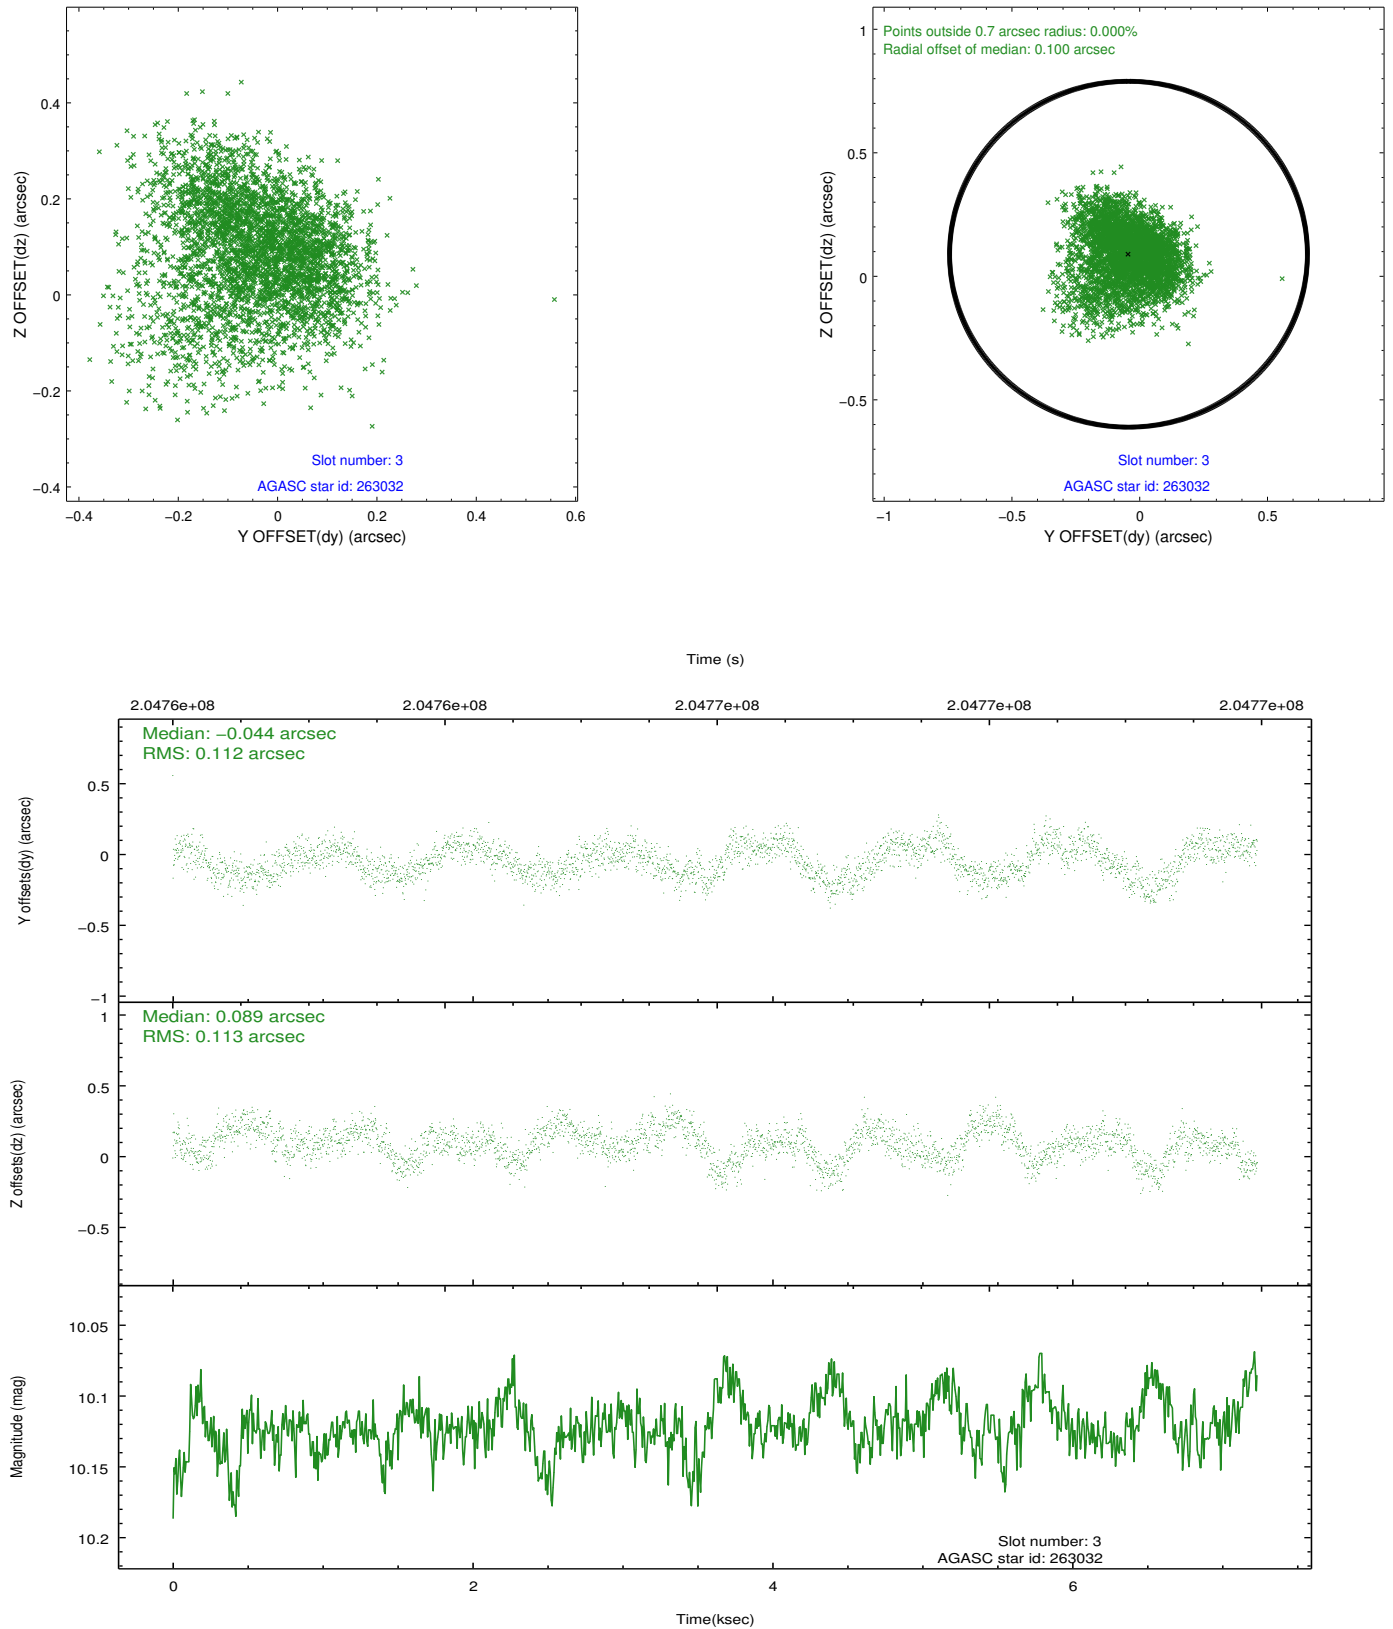 0.4
0.2
0
−0.2
−0.4
Z OFFSET(dz) (arcsec)
Slot number: 3
AGASC star id: 263032
−0.4 −0.2 0 0.2 0.4 0.6
Y OFFSET(dy) (arcsec)
Points outside 0.7 arcsec radius: 0.000%
Radial offset of median: 0.100 arcsec
1
0.5
0
−0.5
Z OFFSET(dz) (arcsec)
Slot number: 3
AGASC star id: 263032
−1 −0.5 0 0.5
Y OFFSET(dy) (arcsec)
Time (s)
2.0476e+08 2.0476e+08 2.0477e+08 2.0477e+08 2.0477e+08
Median: −0.044 arcsec
RMS: 0.112 arcsec
0.5
0
−0.5
−1
Y offsets(dy) (arcsec)
Median: 0.089 arcsec
RMS: 0.113 arcsec
1
0.5
0
−0.5
Z offsets(dz) (arcsec)
10.05
10.1
10.15
10.2
Magnitude (mag)
Slot number: 3
AGASC star id: 263032
0 2 4 6
Time(ksec)